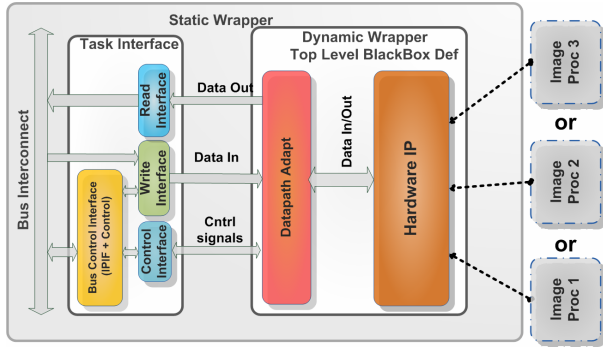 Static Wrapper
Task Interface
Dynamic Wrapper
Top Level BlackBox Def
Bus Interconnect
Read
Interface
Data Out
Write
Interface
Data In
Bus Control Interface
(IPIF + Control)
Control
Interface
Cntrl
signals
Datapath Adapt
Data In/Out
Hardware IP
Image
Proc 3
or
Image
Proc 2
or
Image
Proc 1